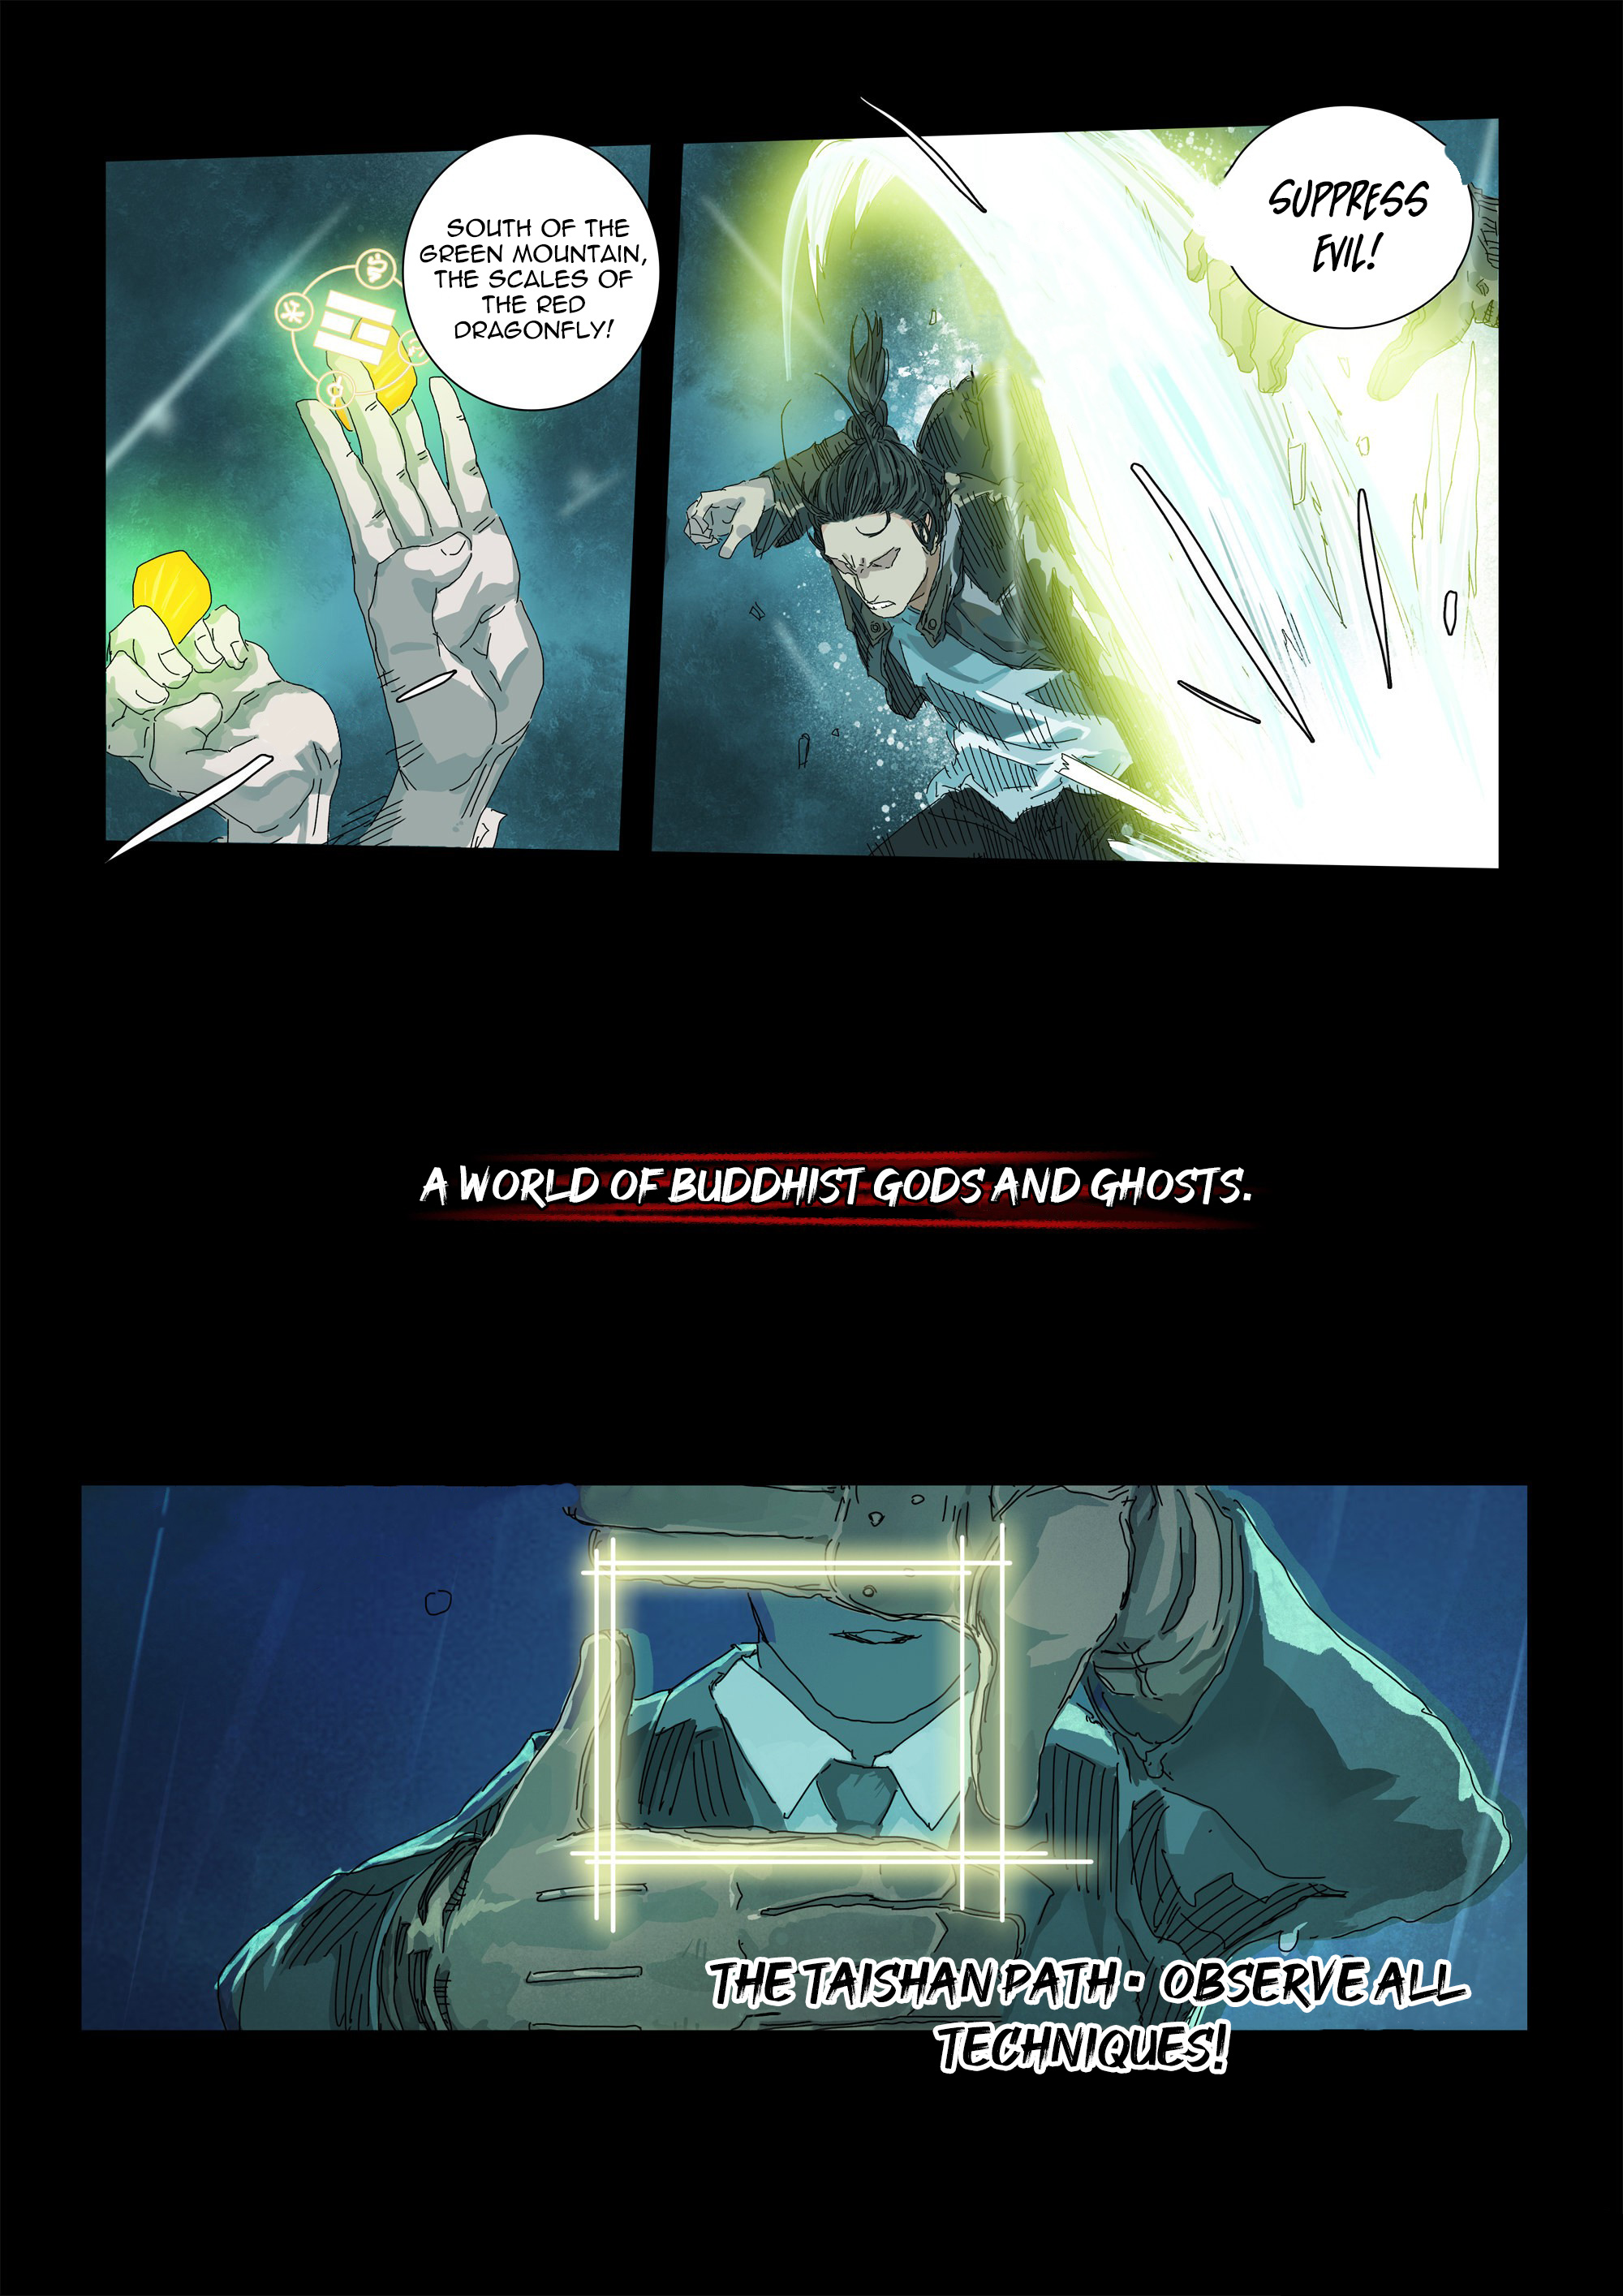 SOUTH OF THE
GREEN MOUNTAIN,
THE SCALES OF
THE RED
DRAGONFLY!
SUPPRESS
EVIL!
A WORLD OF BUDDHIST GODS AND GHOSTS.
THE TAISHAN PATH · OBSERVE ALL
TECHNIQUES!